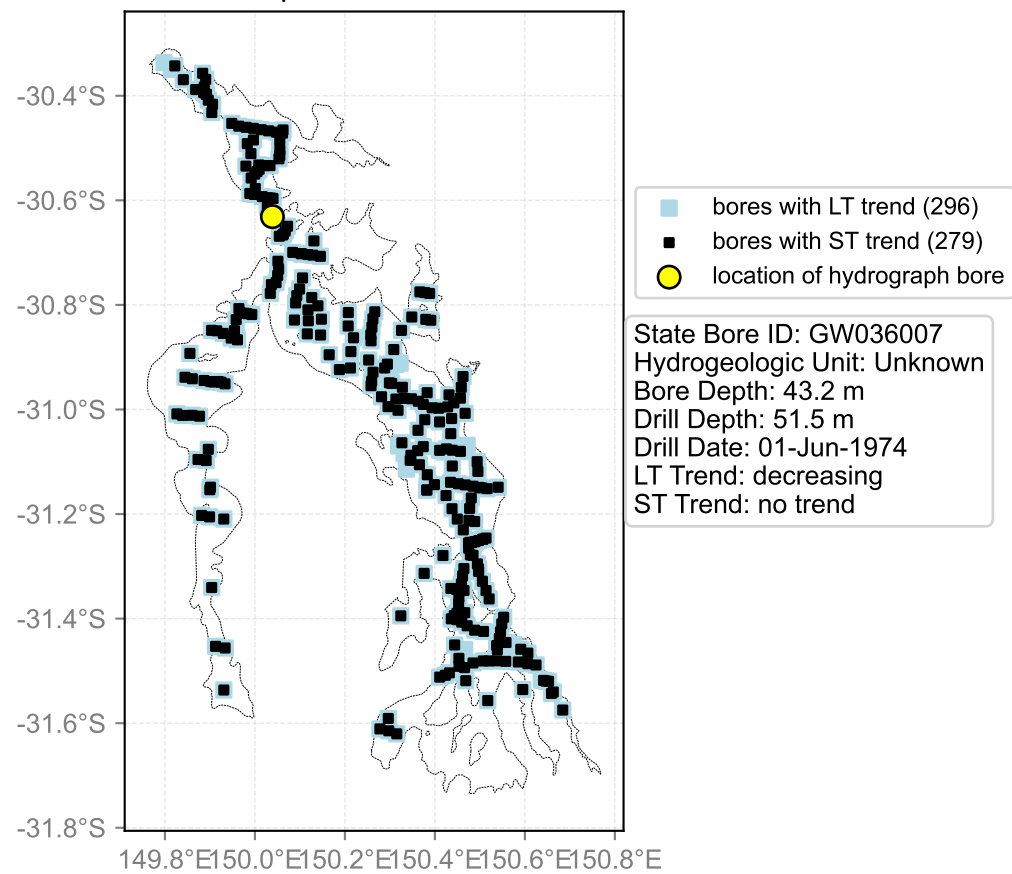 -30.4°S
-30.6°S
-30.8°S
-31.0°S
-31.2°S
-31.4°S
-31.6°S
-31.8°S
149.8°E150.0°E150.2°E150.4°E150.6°E150.8°E
bores with LT trend (296)
bores with ST trend (279)
location of hydrograph bore
State Bore ID: GW036007
Hydrogeologic Unit: Unknown
Bore Depth: 43.2 m
Drill Depth: 51.5 m
Drill Date: 01-Jun-1974
LT Trend: decreasing
ST Trend: no trend